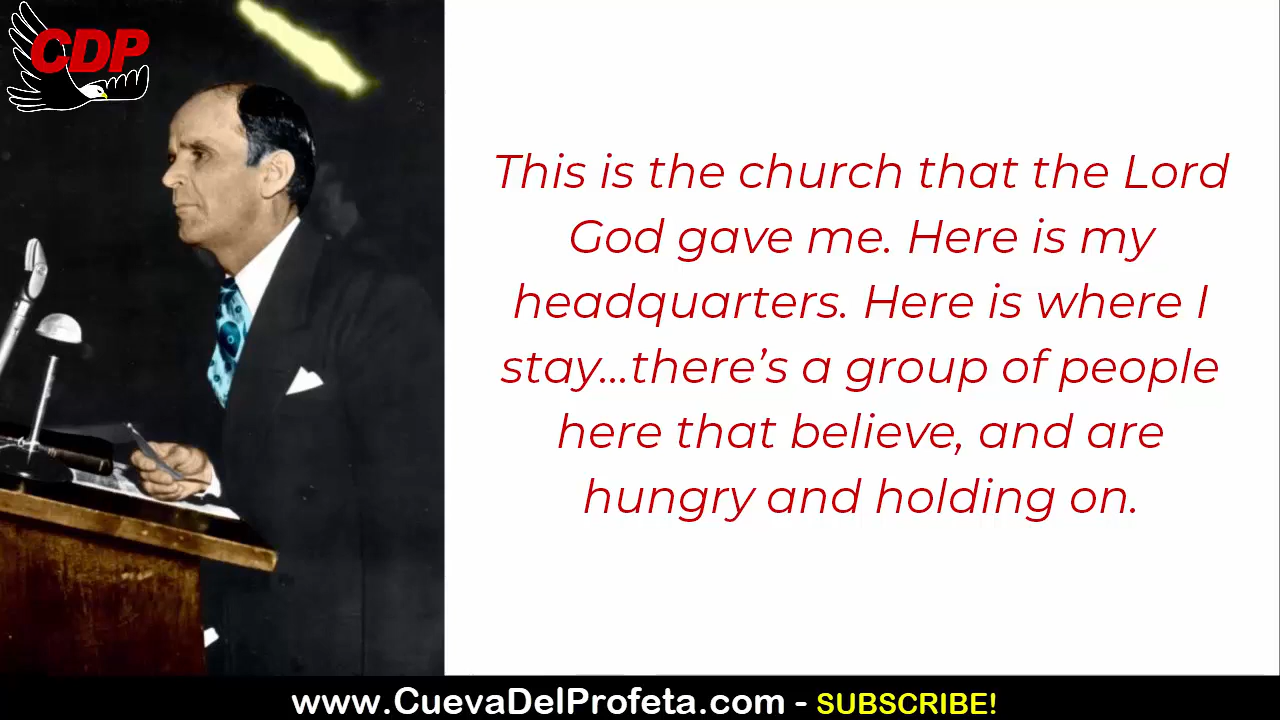 CDP
This is the church that the Lord
God gave me. Here is my
headquarters. Here is where I
stay...there’s a group of people
here that believe, and are
hungry and holding on.
www.CuevaDelProfeta.com - SUBSCRIBE!